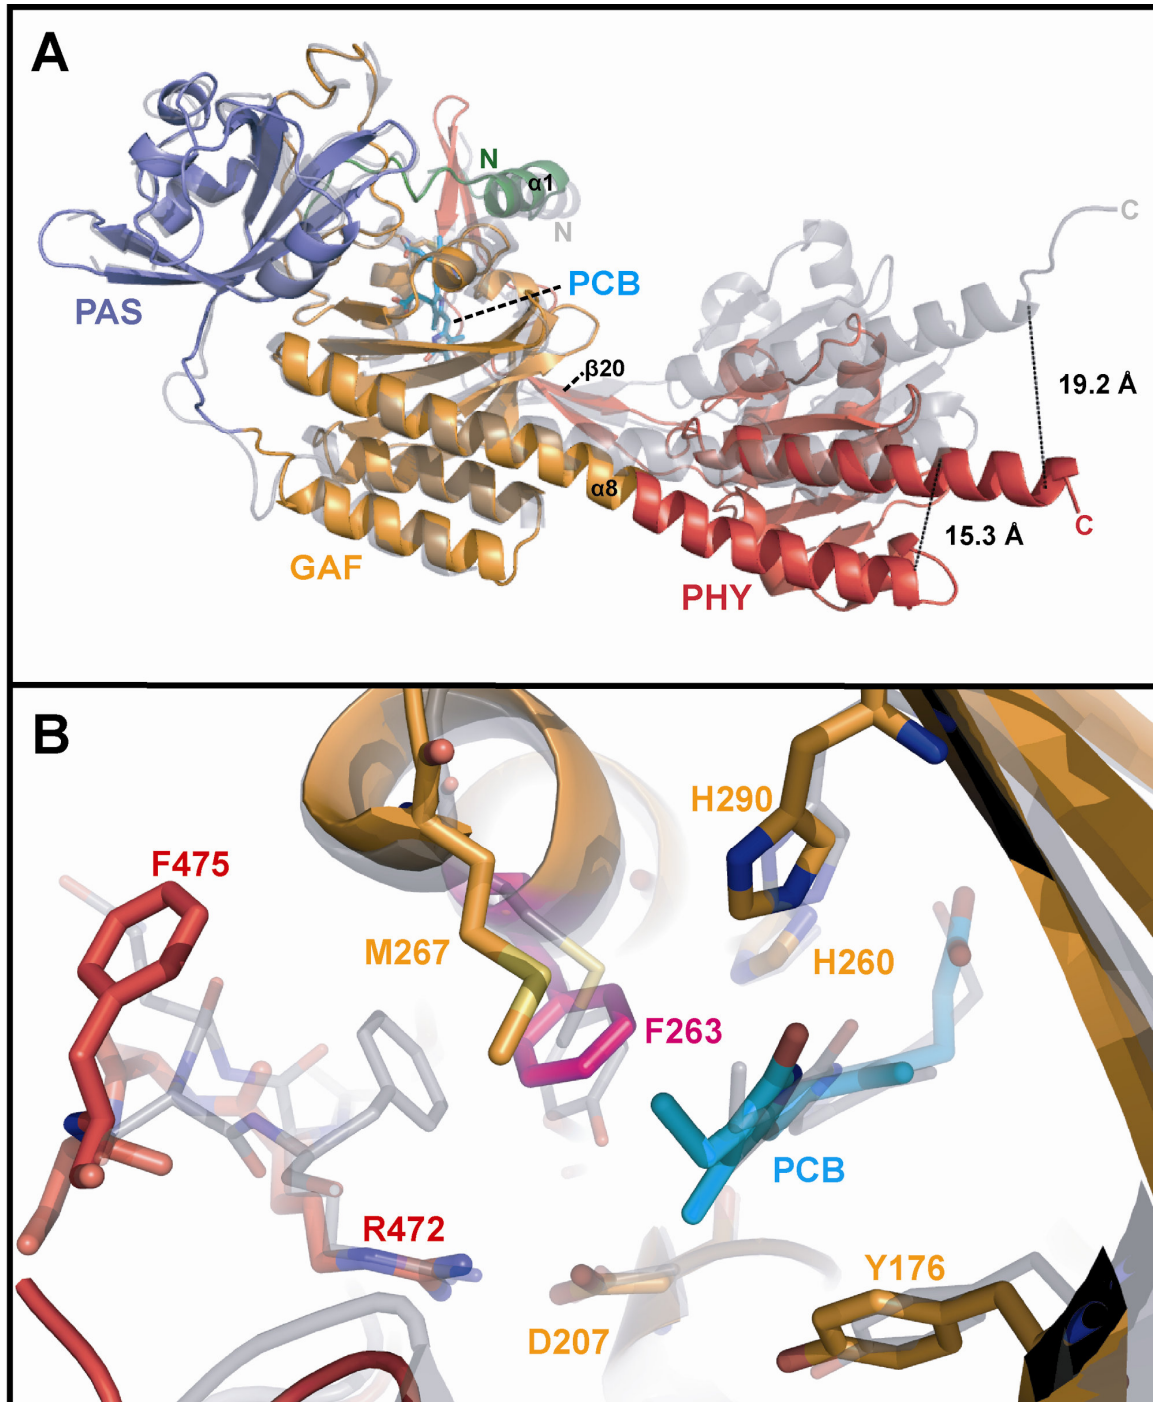 A
N
α1
N
C
PCB
PAS
β20
19.2 Å
α8
15.3 Å
C
GAF
PHY
B
H290
F475
M267
H260
F263
PCB
R472
Y176
D207